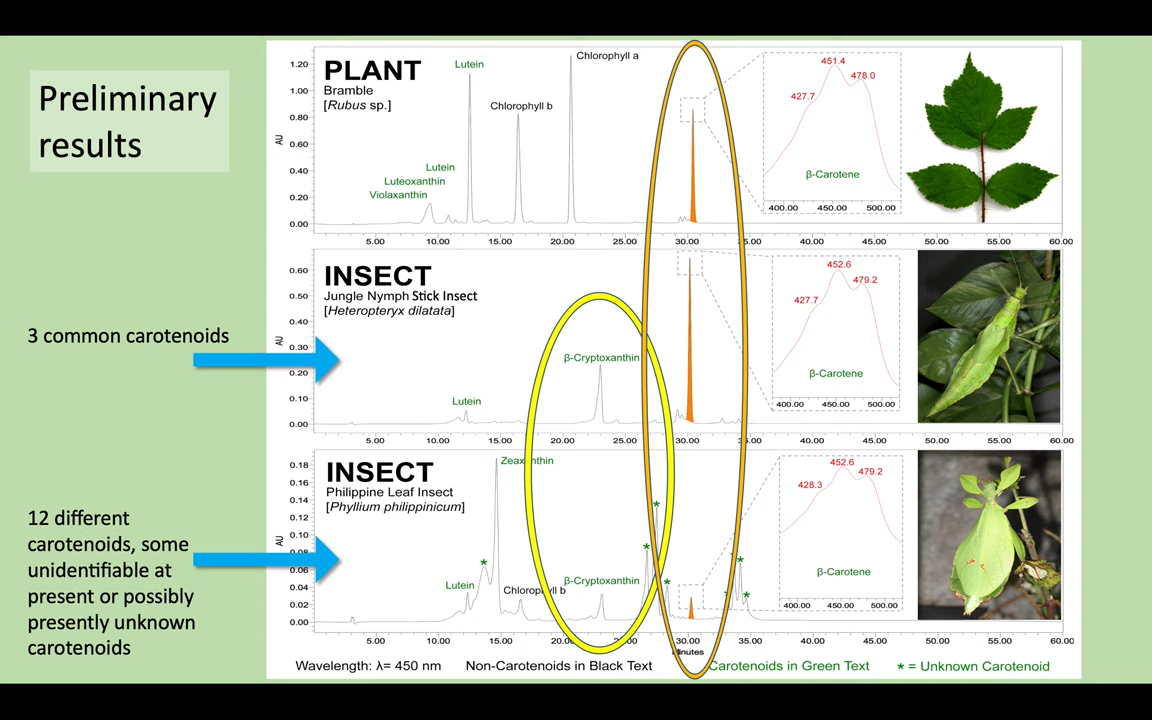 Preliminary
results
PLANT
Bramble
[Rubus sp.]
AU
1.20
1.00
0.80
0.60
0.40
0.20
0.00
Violaxanthin
Luteoxanthin
Lutein
Lutein
Chlorophyll b
Chlorophyll a
427.7
451.4
478.0
β-Carotene
400.00 450.00 500.00
5.00 10.00 15.00 20.00 25.00 30.00 35.00 40.00 45.00 50.00 55.00 60.00
3 common carotenoids
INSECT
Jungle Nymph Stick Insect
[Heteropteryx dilatata]
AU
0.60
0.50
0.40
0.30
0.20
0.10
0.00
Lutein
β-Cryptoxanthin
427.7
452.6
479.2
β-Carotene
400.00 450.00 500.00
5.00 10.00 15.00 20.00 25.00 30.00 35.00 40.00 45.00 50.00 55.00 60.00
12 different
carotenoids, some
unidentifiable at
present or possibly
presently unknown
carotenoids
INSECT
Philippine Leaf Insect
[Phyllium philippinicum]
AU
0.18
0.16
0.14
0.12
0.10
0.08
0.06
0.04
0.02
0.00
Lutein
*
Zeaxanthin
Chlorophyll b
β-Cryptoxanthin
*
*
*
*
*
*
428.3
452.6
479.2
β-Carotene
400.00 450.00 500.00
5.00 10.00 15.00 20.00 25.00 30.00 35.00 40.00 45.00 50.00 55.00 60.00
Minutes
Wavelength: λ= 450 nm Non-Carotenoids in Black Text Carotenoids in Green Text * = Unknown Carotenoid